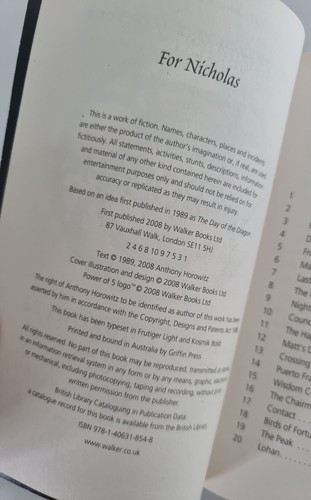 For Nicholas
This is a work of fiction. Names, characters, places and incidents
are either the product of the author's imagination or, if real, are used
fictitiously. All statements, activities, stunts, descriptions, information
and material of any other kind contained herein are included for
entertainment purposes only and should not be relied on for
accuracy or replicated as they may result in injury.
Based on an idea first published in 1989 as The Day of the Dragon
First published 2008 by Walker Books Ltd
87 Vauxhall Walk, London SE11 5HJ
2 4 6 8 10 9 7 5 3 1
Text © 1989, 2008 Anthony Horowitz
Cover illustration and design © 2008 Walker Books Ltd
Power of 5 logo™ © 2008 Walker Books Ltd
The right of Anthony Horowitz to be identified as author of this work has been
asserted by him in accordance with the Copyright, Designs and Patents Act 1988
This book has been typeset in Frutiger Light and Kosmik Bold
Printed and bound in Australia by Griffin Press
All rights reserved. No part of this book may be reproduced, transmitted or stored
in an information retrieval system in any form or by any means, graphic, electronic
or mechanical, including photocopying, taping and recording, without prior
written permission from the publisher.
British Library Cataloguing in Publication Data:
a catalogue record for this book is available from the British Library
ISBN 978-1-40631-854-8
www.walker.co.uk
1
2
3
4
5
6
7
8 The
9 Nigh
10 Counc
11 The Hap
12 Matt's D
13 Crossing
14 Puerto Fra
15 Wisdom C
16 The Chairm
17 Contact
18 Birds of Fortu
19 The Peak
20 Lohan